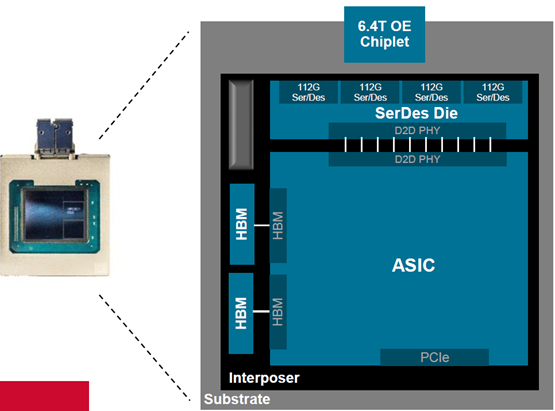 6.4T OE
Chiplet
112G
Ser/Des
112G
Ser/Des
112G
Ser/Des
112G
Ser/Des
SerDes Die
D2D PHY
D2D PHY
HBM
HBM
ASIC
HBM
HBM
PCIe
Interposer
Substrate